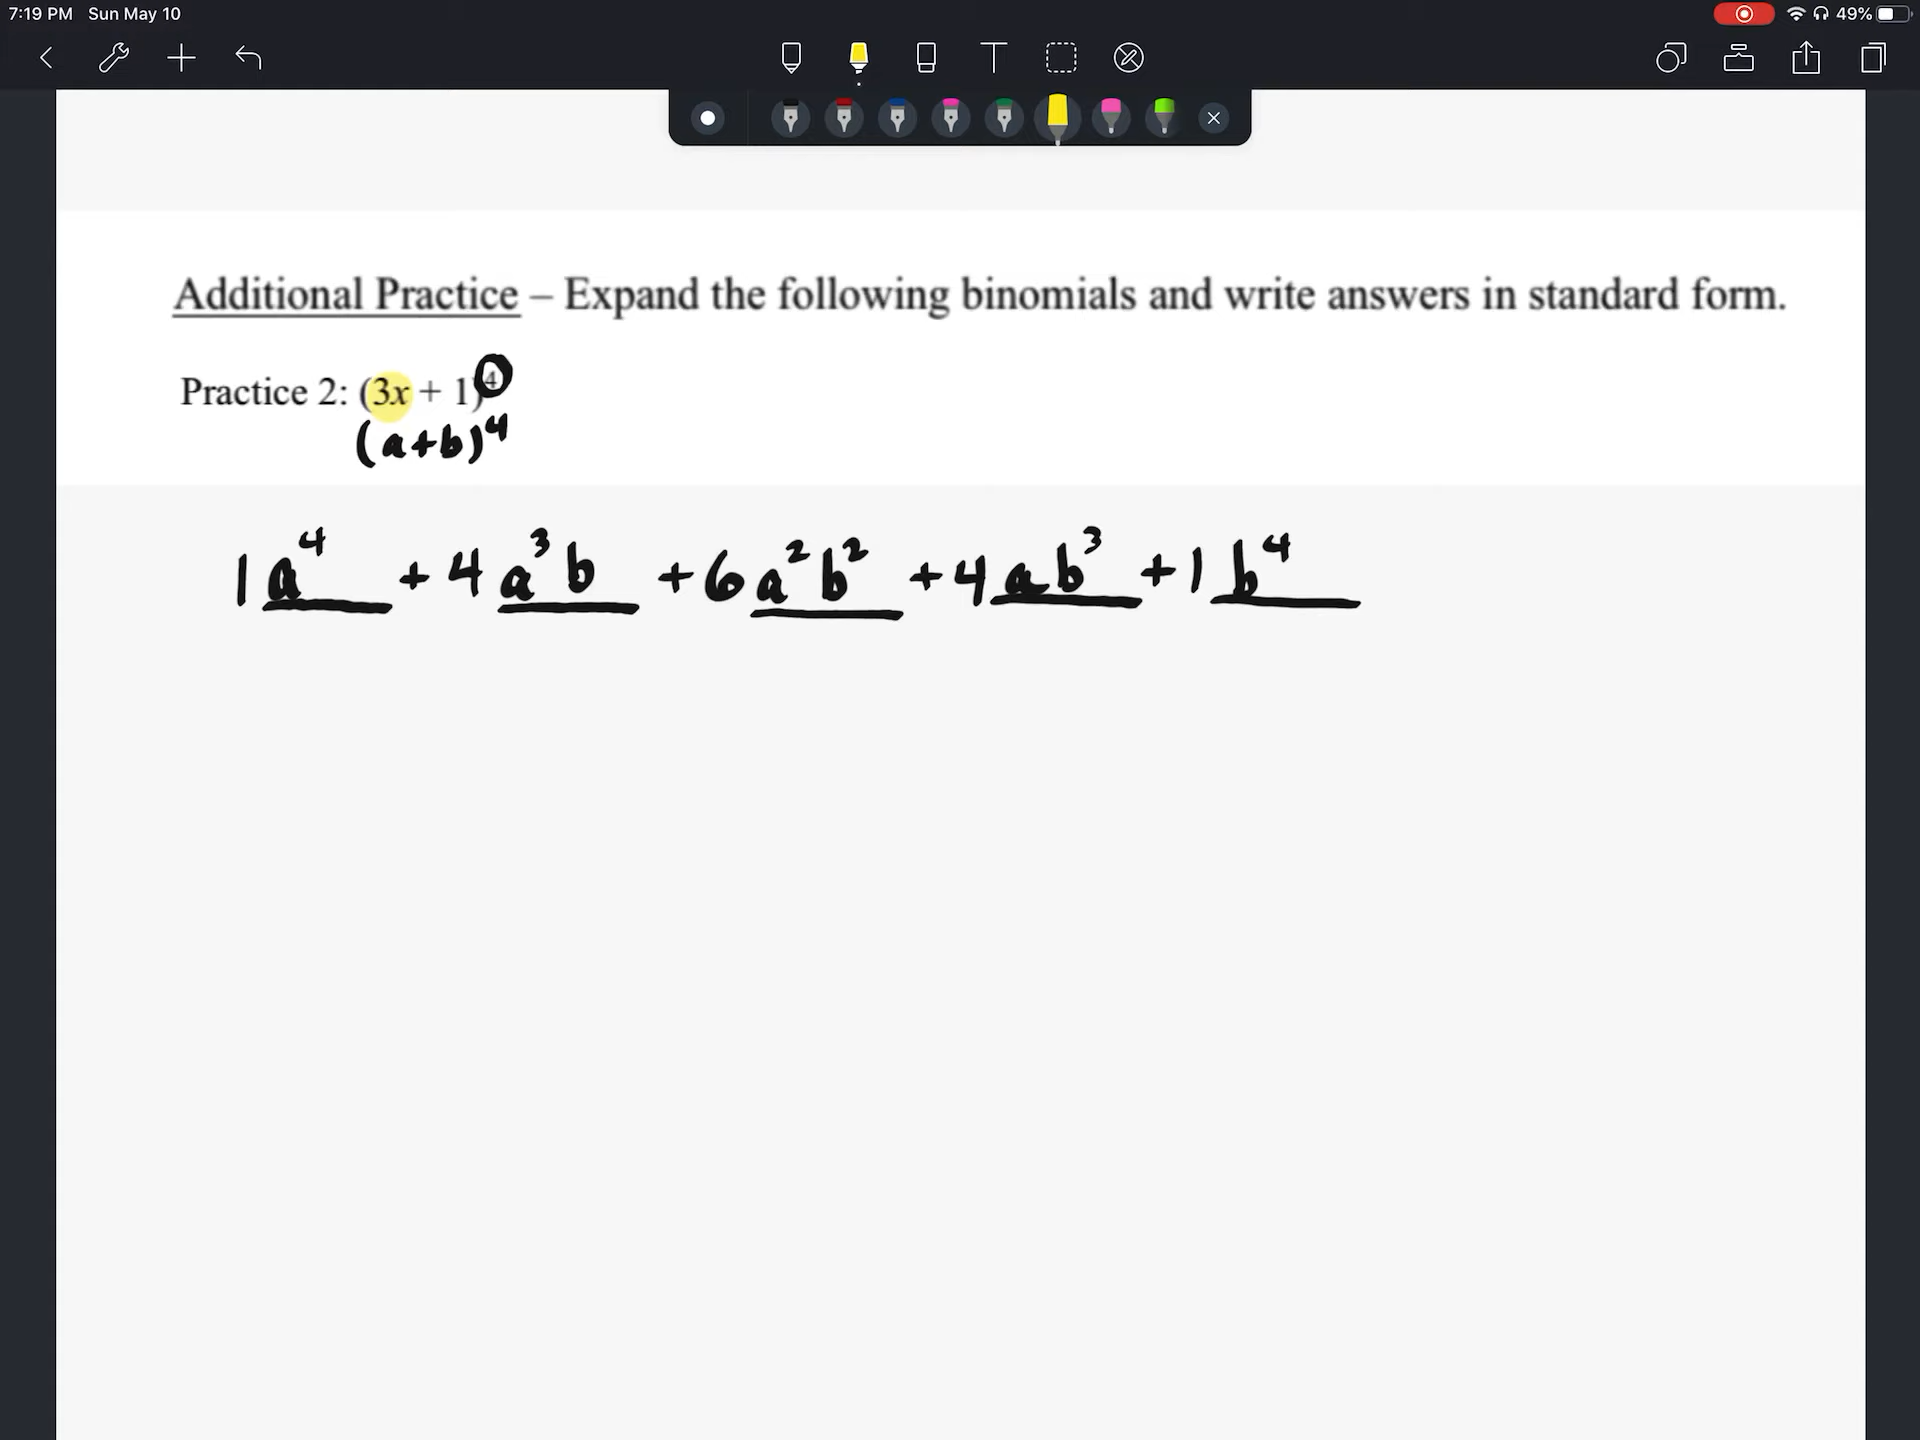 7:19 PM Sun May 10 49%
Additional Practice – Expand the following binomials and write answers in standard form.
Practice 2: (3x + 1)⁴
(a+b)⁴
1a⁴ + 4a³b + 6a²b² + 4ab³ + 1b⁴